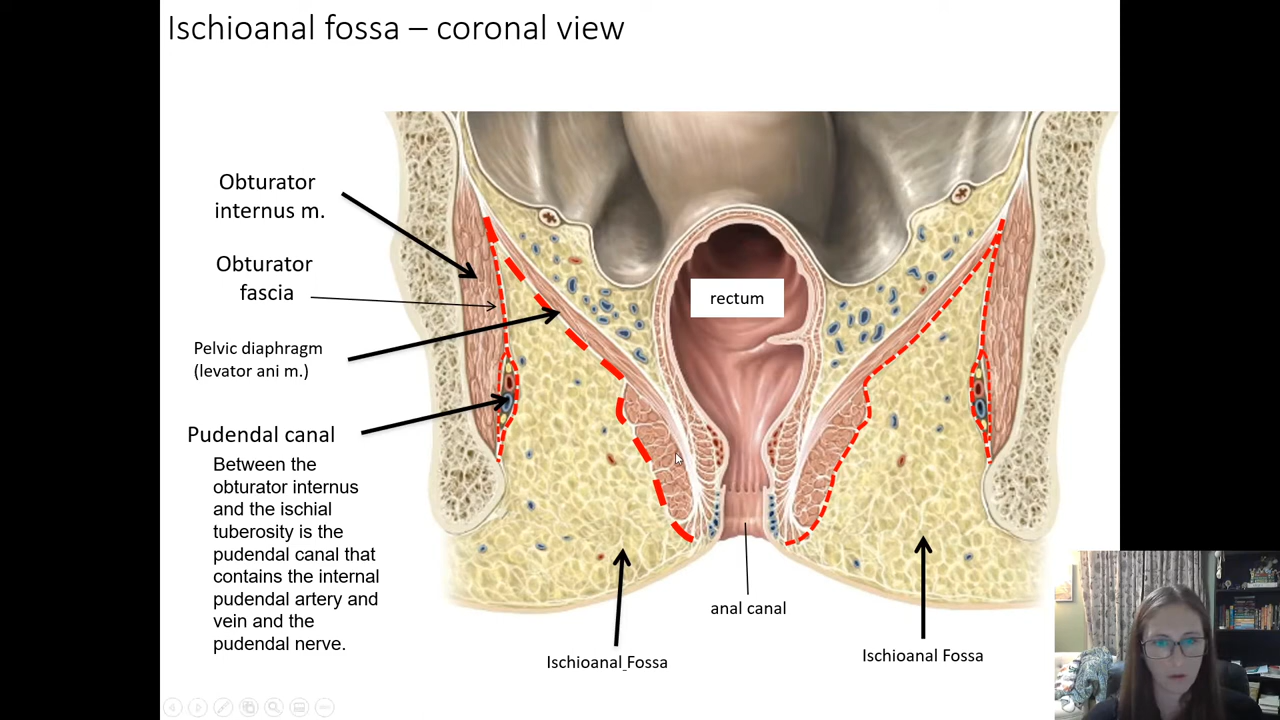 Ischioanal fossa – coronal view
Obturator
internus m.
Obturator
fascia
Pelvic diaphragm
(levator ani m.)
Pudendal canal
Between the
obturator internus
and the ischial
tuberosity is the
pudendal canal that
contains the internal
pudendal artery and
vein and the
pudendal nerve.
rectum
anal canal
Ischioanal Fossa
Ischioanal Fossa